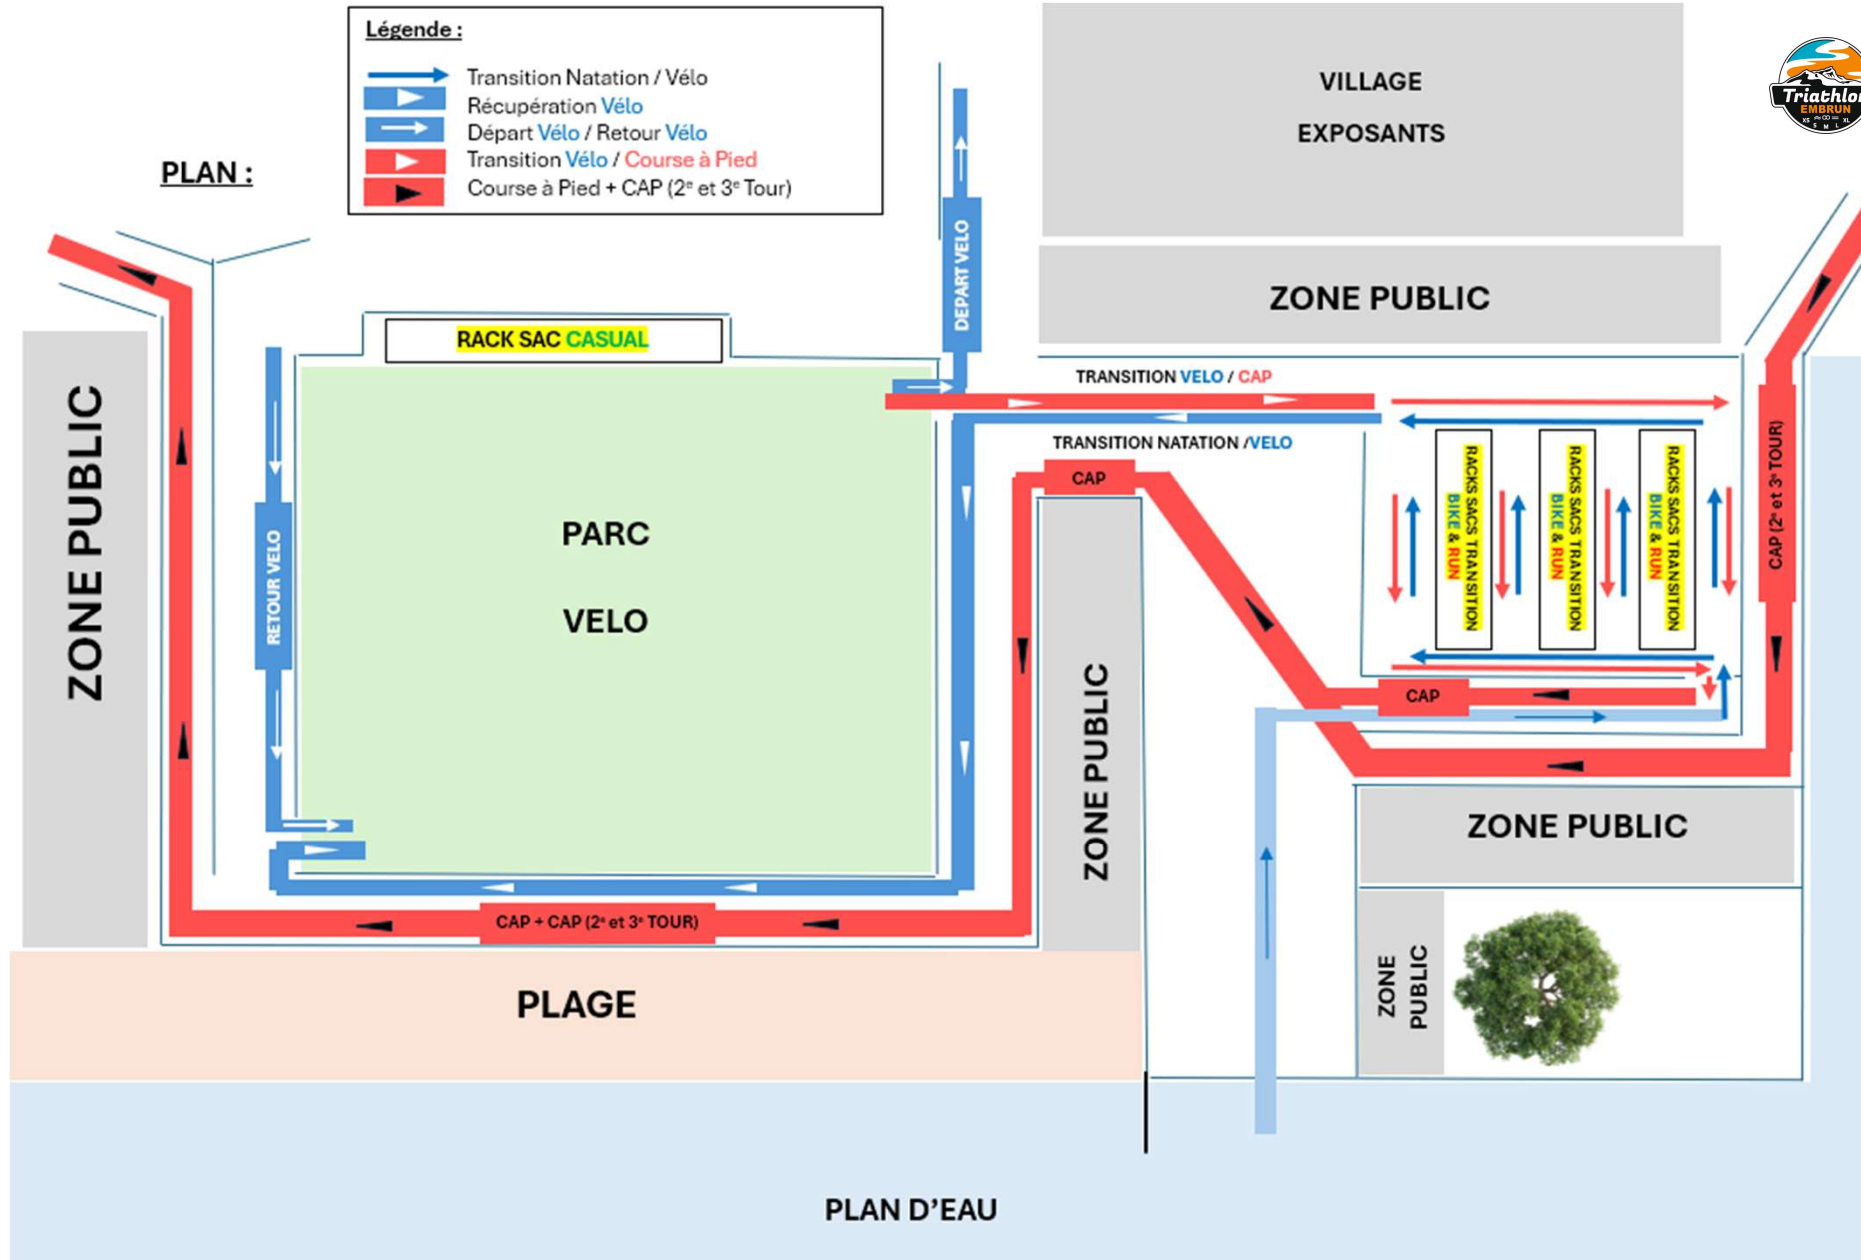 Légende :
Transition Natation / Vélo
Récupération Vélo
Départ Vélo / Retour Vélo
Transition Vélo / Course à Pied
Course à Pied + CAP (2e et 3e Tour)
PLAN :
VILLAGE
EXPOSANTS
Triathlon
EMBRUN
XS S M L XL
ZONE PUBLIC
DEPART VELO
RACK SAC CASUAL
TRANSITION VELO / CAP
TRANSITION NATATION /VELO
ZONE PUBLIC
RETOUR VELO
PARC
VELO
CAP
ZONE PUBLIC
RACKS SACS TRANSITION
BIKE & RUN
RACKS SACS TRANSITION
BIKE & RUN
RACKS SACS TRANSITION
BIKE & RUN
CAP (2e et 3e TOUR)
CAP
ZONE PUBLIC
CAP + CAP (2e et 3e TOUR)
ZONE
PUBLIC
PLAGE
PLAN D’EAU